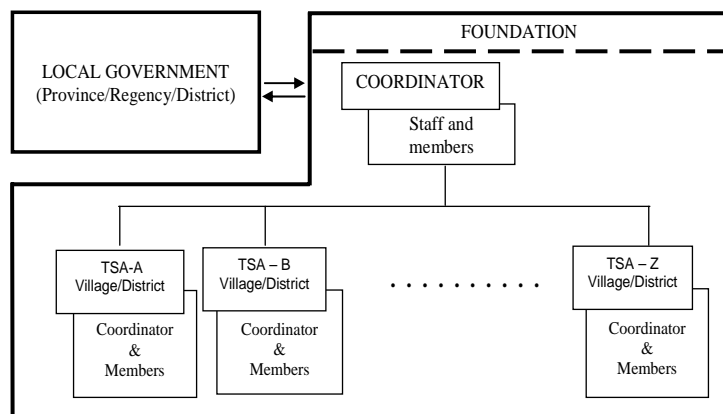 FOUNDATION
LOCAL GOVERNMENT
(Province/Regency/District)
COORDINATOR
Staff and
members
TSA-A
Village/District
Coordinator
&
Members
TSA – B
Village/District
Coordinator
&
Members
. . . . . . . . . .
TSA – Z
Village/District
Coordinator
&
Members